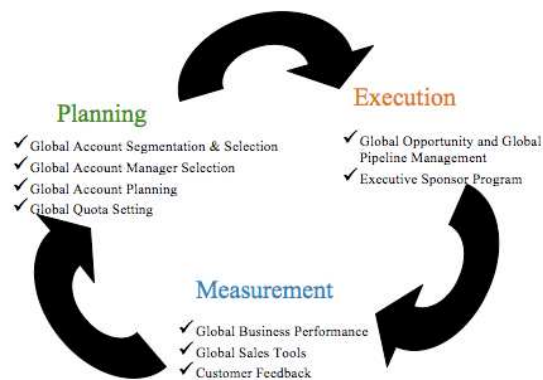 Planning
✓ Global Account Segmentation & Selection
✓ Global Account Manager Selection
✓ Global Account Planning
✓ Global Quota Setting
Execution
✓ Global Opportunity and Global
Pipeline Management
✓ Executive Sponsor Program
Measurement
✓ Global Business Performance
✓ Global Sales Tools
✓ Customer Feedback